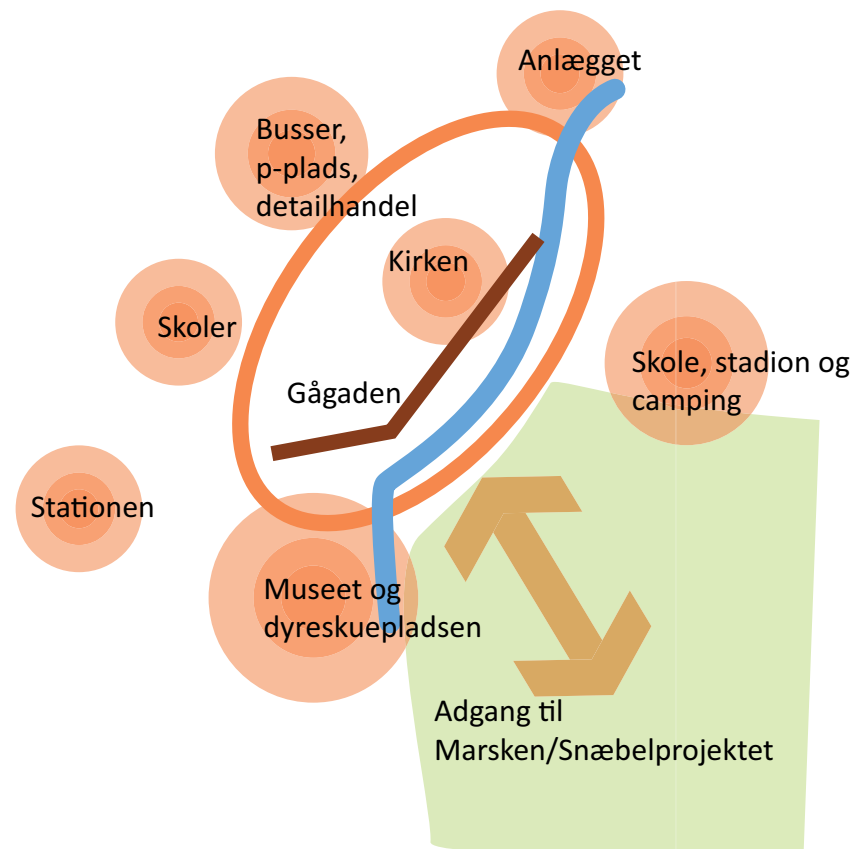 Anlægget
Busser,
p-plads,
detailhandel
Kirken
Skoler
Skole, stadion og
camping
Gågaden
Stationen
Museet og
dyreskuepladsen
Adgang til
Marsken/Snæbelprojektet